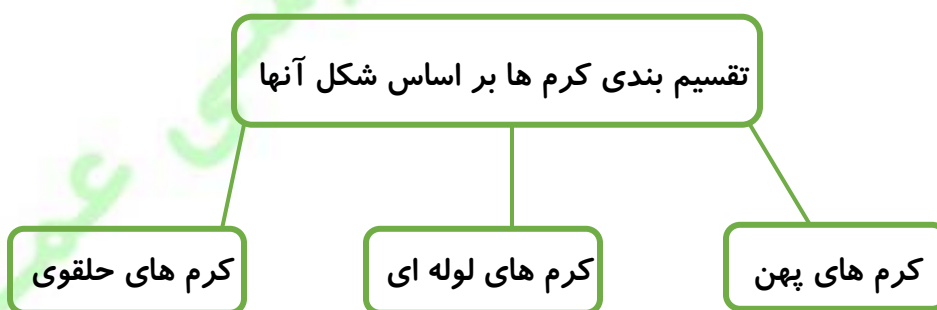 تقسیم بندی کرم ها بر اساس شکل آنها
کرم های پهن
کرم های لوله ای
کرم های حلقوی